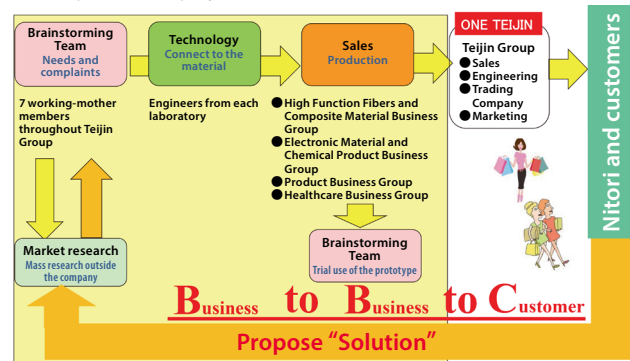 Brainstorming
Team
Needs and
complaints
7 working-mother
members
throughout Teijin
Group
Market research
Mass research outside
the company
Technology
Connect to the
material
Engineers from each
laboratory
Sales
Production
●High Function Fibers and
Composite Material Business
Group
●Electronic Material and
Chemical Product Business
Group
●Product Business Group
●Healthcare Business Group
Brainstorming
Team
Trial use of the prototype
ONE TEIJIN
Teijin Group
●Sales
●Engineering
●Trading
Company
●Marketing
Nitori and customers
Business to Business to Customer
Propose “Solution”